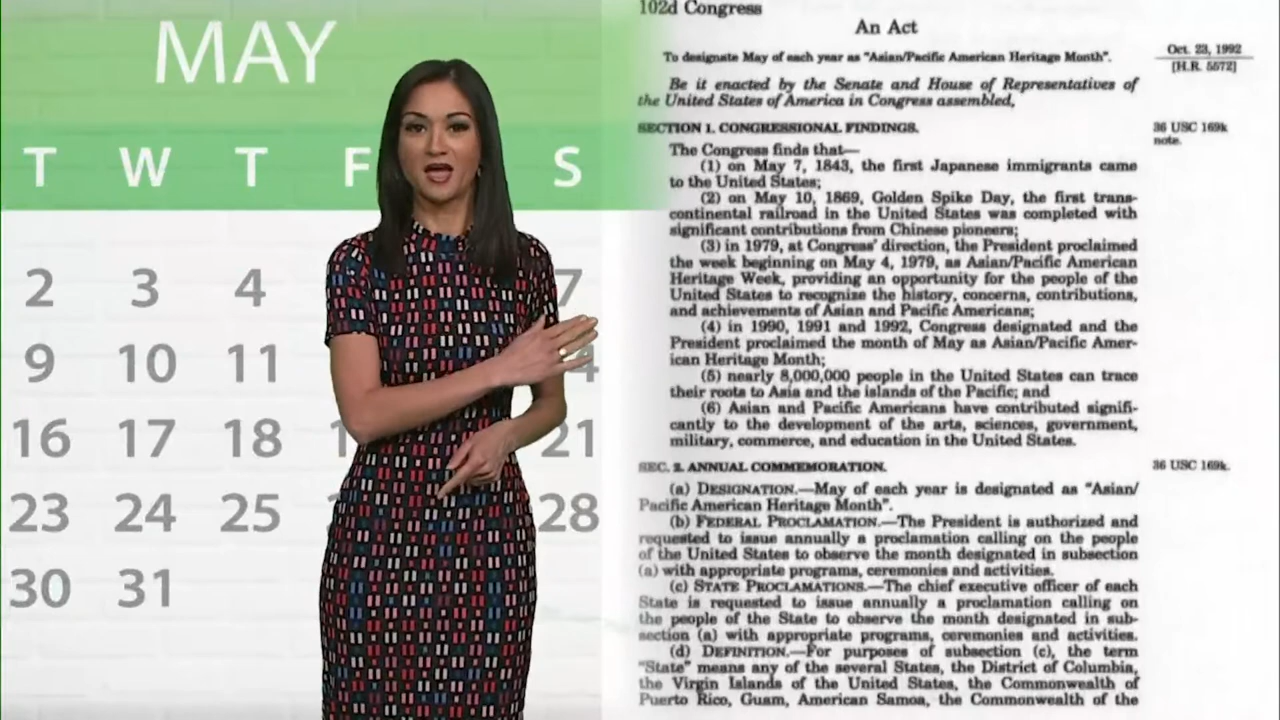 MAY
T W T F S
2 3 4 7
9 10 11
16 17 18 21
23 24 25 28
30 31
102d Congress
An Act
To designate May of each year as "Asian/Pacific American Heritage Month".
Oct. 23, 1992
[H.R. 5572]
Be it enacted by the Senate and House of Representatives of
the United States of America in Congress assembled,
SECTION 1. CONGRESSIONAL FINDINGS.
36 USC 169k
note.
The Congress finds that—
(1) on May 7, 1843, the first Japanese immigrants came
to the United States;
(2) on May 10, 1869, Golden Spike Day, the first trans-
continental railroad in the United States was completed with
significant contributions from Chinese pioneers;
(3) in 1979, at Congress' direction, the President proclaimed
the week beginning on May 4, 1979, as Asian/Pacific American
Heritage Week, providing an opportunity for the people of the
United States to recognize the history, concerns, contributions,
and achievements of Asian and Pacific Americans;
(4) in 1990, 1991 and 1992, Congress designated and the
President proclaimed the month of May as Asian/Pacific Amer-
ican Heritage Month;
(5) nearly 8,000,000 people in the United States can trace
their roots to Asia and the islands of the Pacific; and
(6) Asian and Pacific Americans have contributed signifi-
cantly to the development of the arts, sciences, government,
military, commerce, and education in the United States.
SEC. 2. ANNUAL COMMEMORATION.
36 USC 169k.
(a) DESIGNATION.—May of each year is designated as "Asian/
Pacific American Heritage Month".
(b) FEDERAL PROCLAMATION.—The President is authorized and
requested to issue annually a proclamation calling on the people
of the United States to observe the month designated in subsection
(a) with appropriate programs, ceremonies and activities.
(c) STATE PROCLAMATIONS.—The chief executive officer of each
State is requested to issue annually a proclamation calling on
the people of the State to observe the month designated in sub-
section (a) with appropriate programs, ceremonies and activities.
(d) DEFINITION.—For purposes of subsection (c), the term
"State" means any of the several States, the District of Columbia,
the Virgin Islands of the United States, the Commonwealth of
Puerto Rico, Guam, American Samoa, the Commonwealth of the